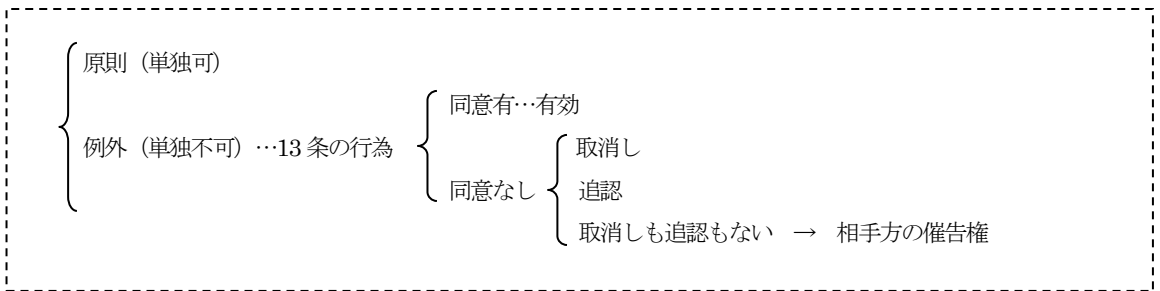 原則（単独可）
同意有…有効
例外（単独不可）…13 条の行為
取消し
同意なし
追認
取消しも追認もない → 相手方の催告権